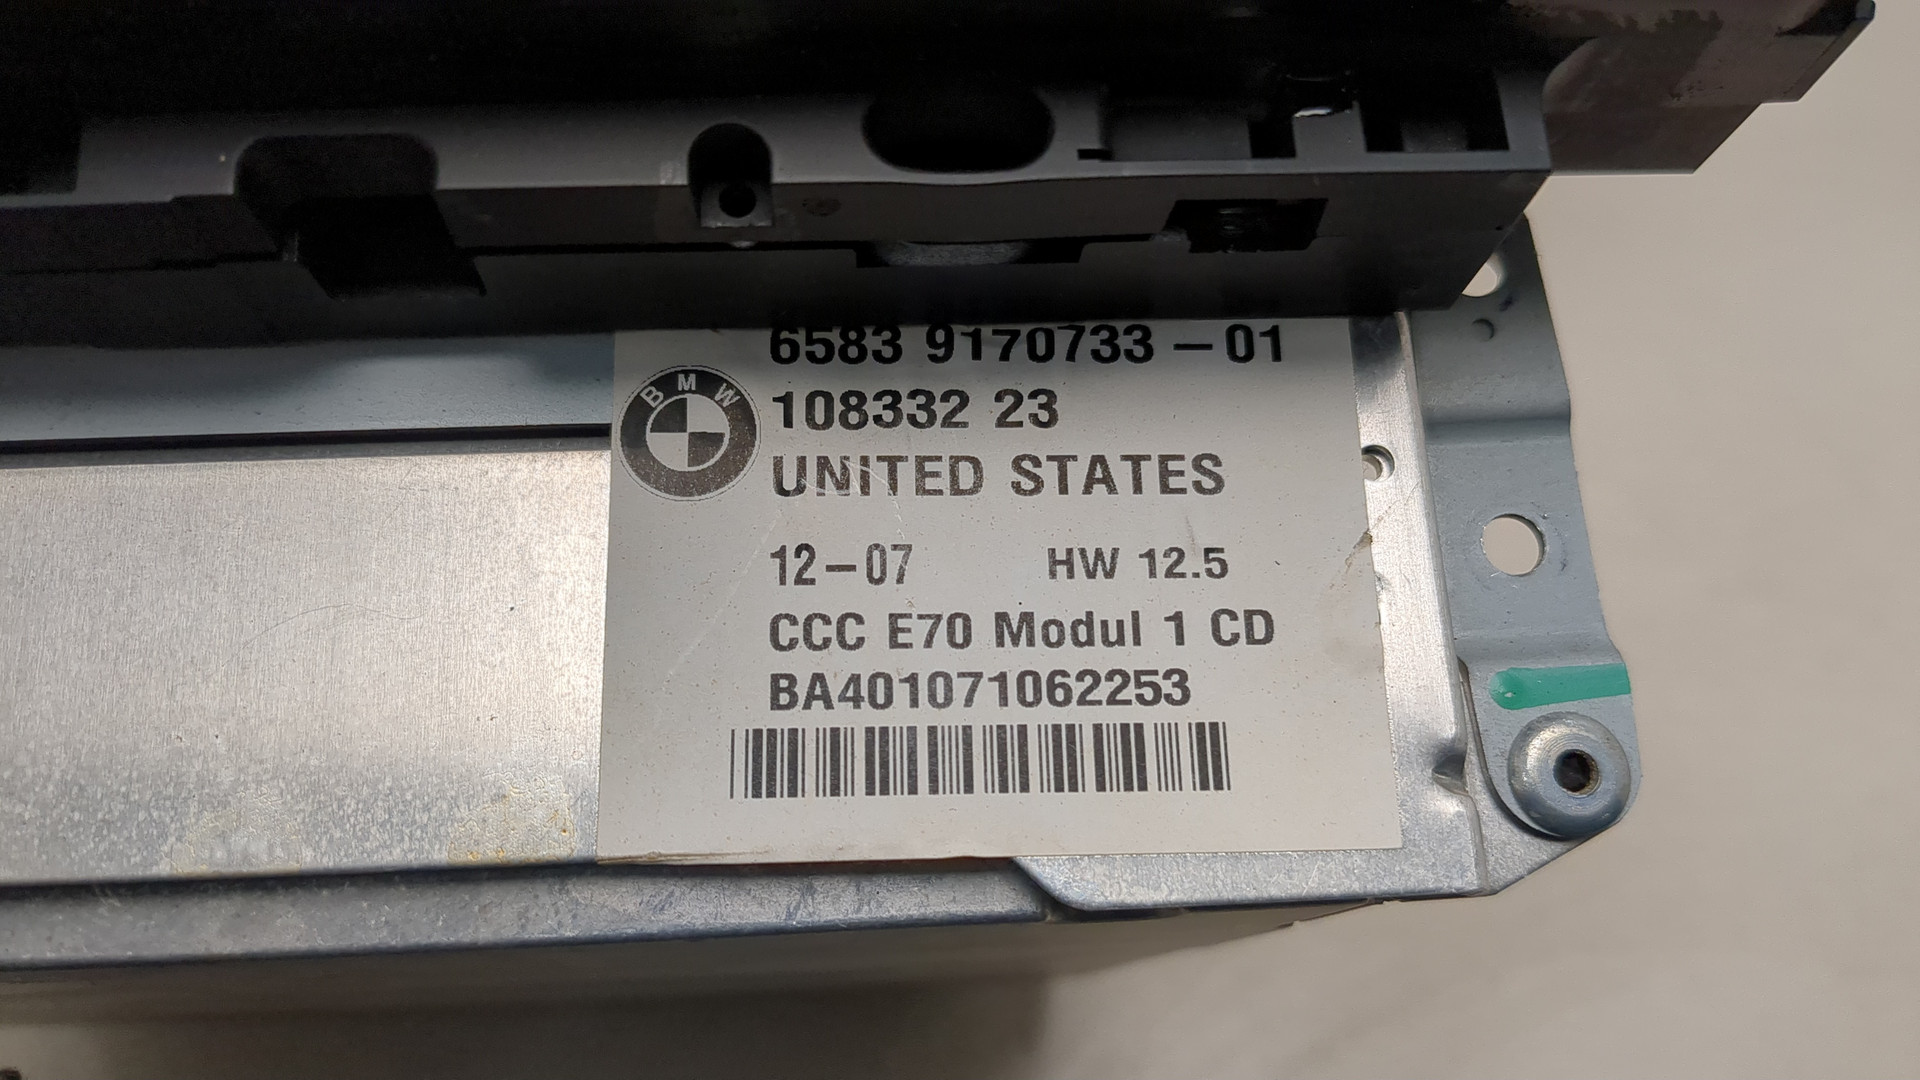 6583 9170733 – 01
BMW
108332 23
UNITED STATES
12–07 HW 12.5
CCC E70 Modul 1 CD
BA401071062253